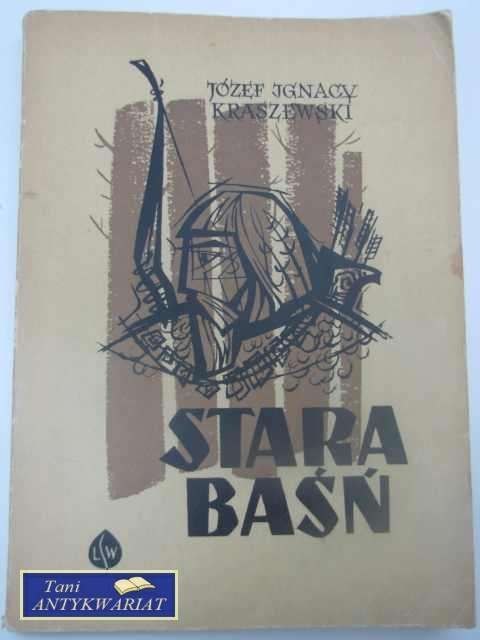 JÓZEF IGNACY
KRASZEWSKI
STARA
BAŚŃ
LSW
Tani
ANTYKWARIAT